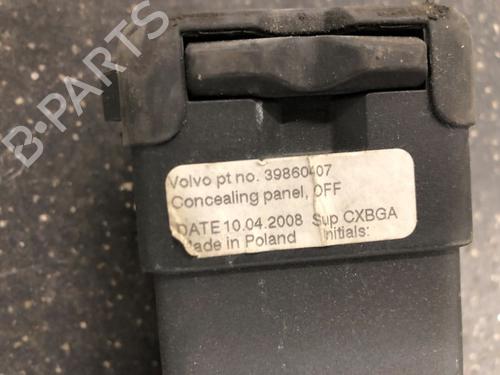 B-PARTS
Volvo pt no. 39860407
Concealing panel, OFF
DATE 10.04.2008 Sup CXBGA
Made in Poland Initials: